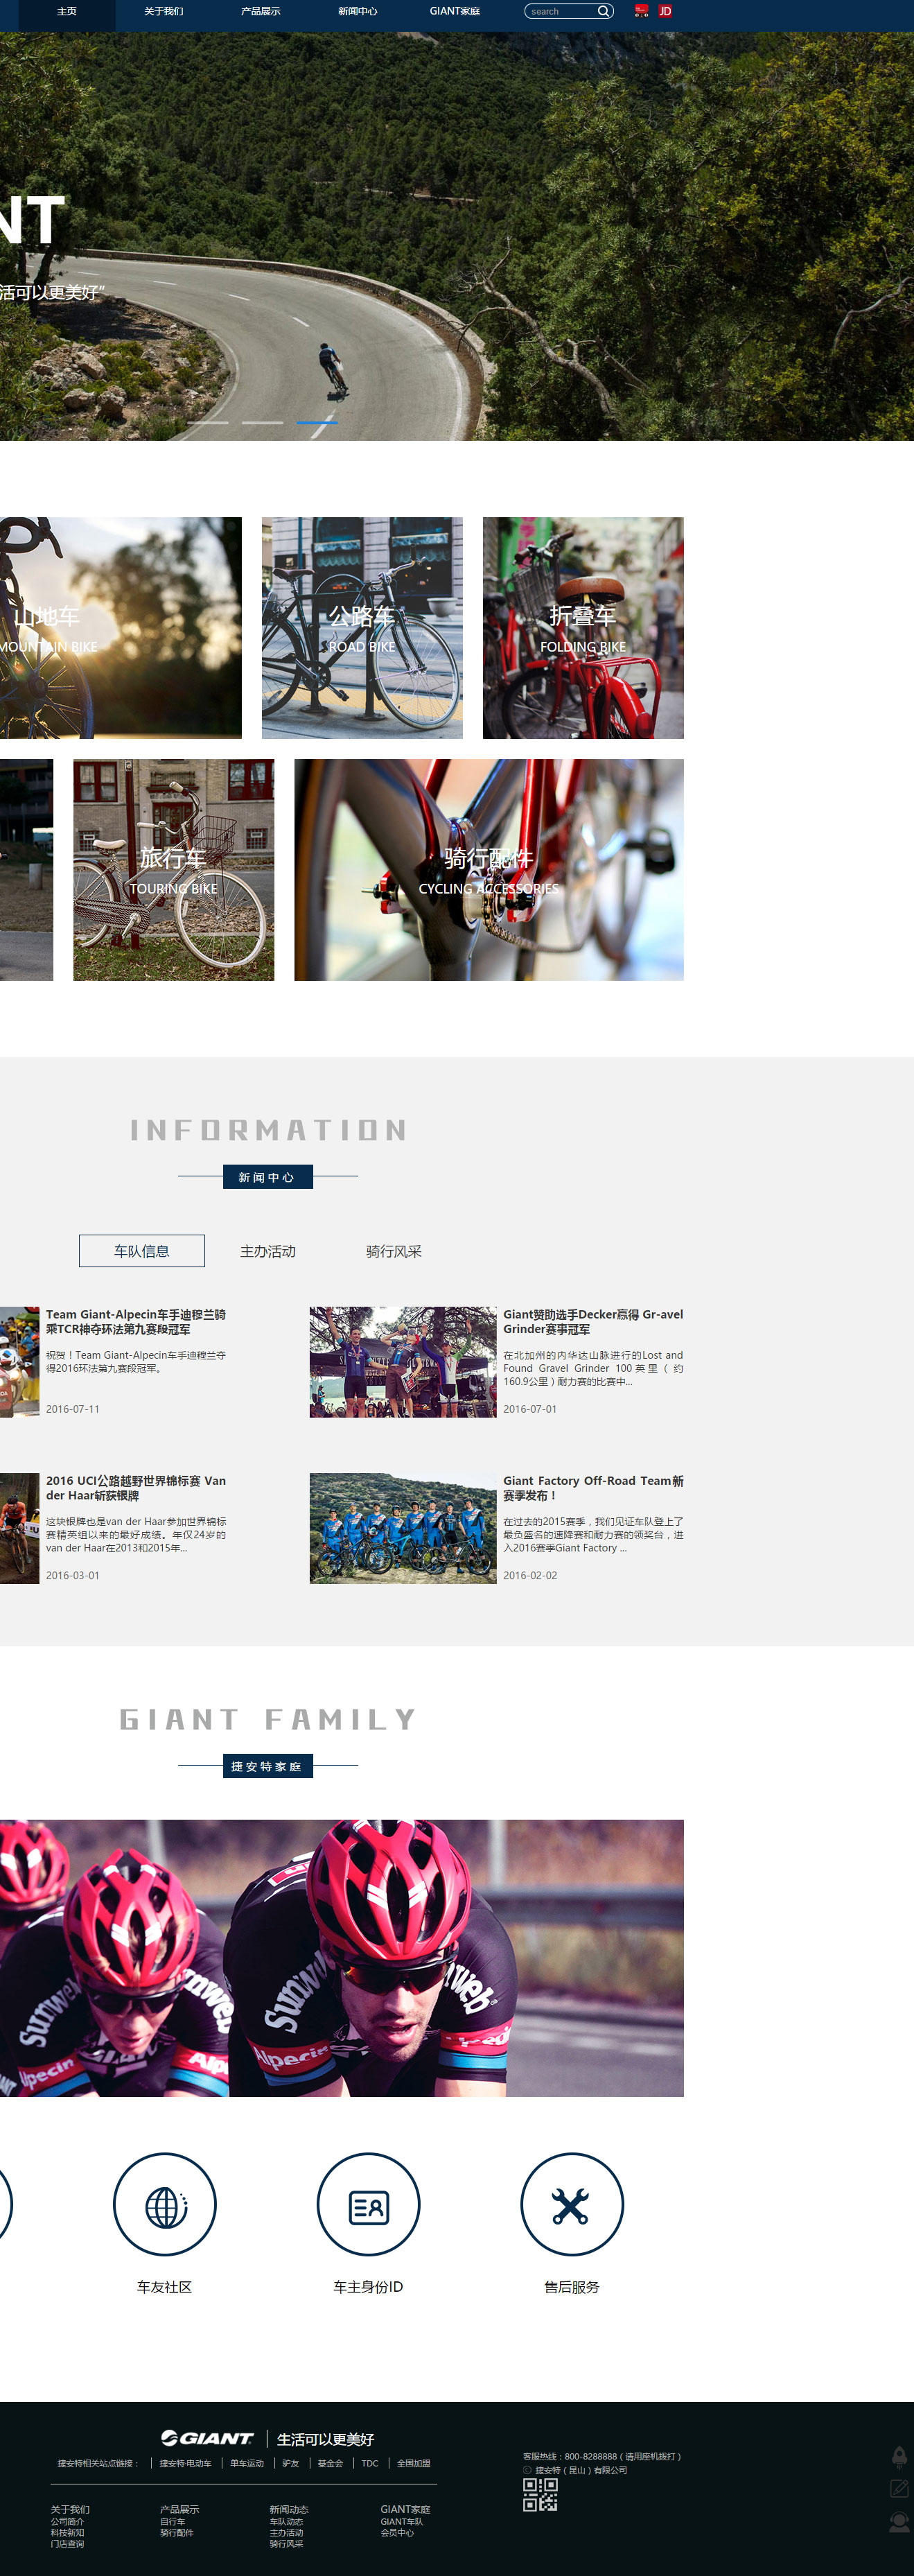 主页 关于我们 产品展示 新闻中心 GIANT家庭 search JD
NT
活可以更美好”
山地车 公路车 折叠车
MOUNTAIN BIKE ROAD BIKE FOLDING BIKE
旅行车 骑行配件
TOURING BIKE CYCLING ACCESSORIES
INFORMATION
新闻中心
车队信息 主办活动 骑行风采
Team Giant-Alpecin车手迪穆兰骑
乘TCR神夺环法第九赛段冠军
祝贺！Team Giant-Alpecin车手迪穆兰夺
得2016环法第九赛段冠军。
2016-07-11
Giant赞助选手Decker赢得 Gr-avel
Grinder赛事冠军
在北加州的内华达山脉进行的Lost and
Found Gravel Grinder 100英里（约
160.9公里）耐力赛的比赛中...
2016-07-01
2016 UCI公路越野世界锦标赛 Van
der Haar斩获银牌
这块银牌也是van der Haar参加世界锦标
赛精英组以来的最好成绩。年仅24岁的
van der Haar在2013和2015年...
2016-03-01
Giant Factory Off-Road Team新
赛季发布！
在过去的2015赛季，我们见证车队登上了
最负盛名的速降赛和耐力赛的领奖台，进
入2016赛季Giant Factory ...
2016-02-02
GIANT FAMILY
捷安特家庭
Sunweb Sunweb
Alpecin Alpecin
车友社区 车主身份ID 售后服务
GIANT 生活可以更美好
捷安特相关站点链接： 捷安特·电动车 单车运动 驴友 基金会 TDC 全国加盟
客服热线：800-8288888（请用座机拨打）
© 捷安特（昆山）有限公司
关于我们 产品展示 新闻动态 GIANT家庭
公司简介 自行车 车队动态 GIANT车队
科技新知 骑行配件 主办活动 会员中心
门店查询 骑行风采